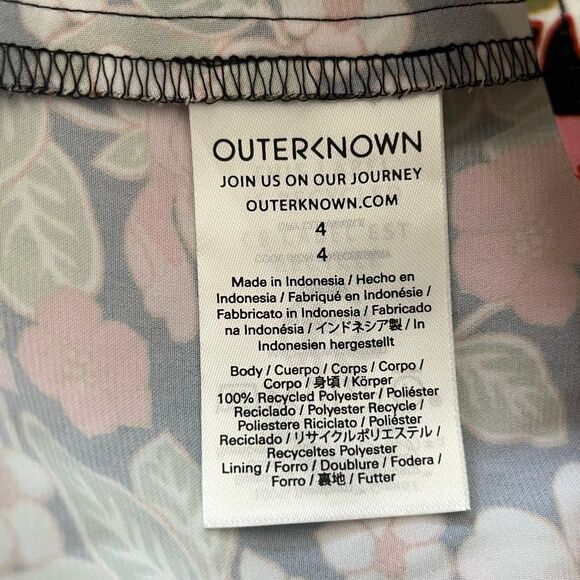 OUTERKNOWN
JOIN US ON OUR JOURNEY
OUTERKNOWN.COM
4
4
Made in Indonesia / Hecho en
Indonesia / Fabriqué en Indonésie /
Fabbricato in Indonesia / Fabricado
na Indonésia / インドネシア製 / In
Indonesien hergestellt
Body / Cuerpo / Corps / Corpo /
Corpo / 身頃 / Körper
100% Recycled Polyester / Poliéster
Reciclado / Polyester Recycle /
Poliestere Riciclato / Poliéster
Reciclado / リサイクルポリエステル /
Recyceltes Polyester
Lining / Forro / Doublure / Fodera /
Forro / 裏地 / Futter